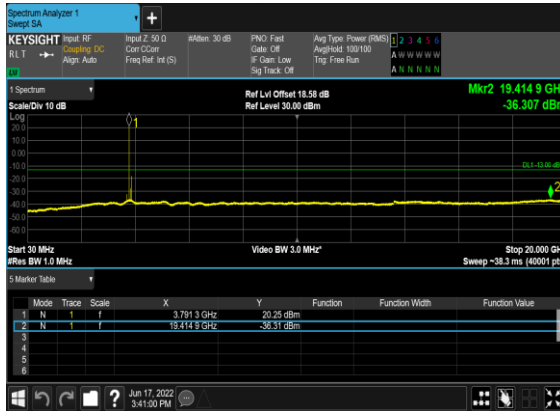 Spectrum Analyzer 1
Swept SA
+
KEYSIGHT
RLT
Input: RF
Coupling: DC
Align: Auto
Input Z: 50 Ω
Corr CCorr
Freq Ref: Int (S)
#Atten: 30 dB
PNO: Fast
Gate: Off
IF Gain: Low
Sig Track: Off
Avg Type: Power (RMS)
Avg|Hold: 100/100
Trig: Free Run
1 2 3 4 5 6
A W W W W W
A N N N N N
1 Spectrum
Scale/Div 10 dB
Ref Lvl Offset 18.58 dB
Ref Level 30.00 dBm
Mkr2 19.414 9 GHz
-36.307 dBm
Log
20.0
10.0
0.00
-10.0
-20.0
-30.0
-40.0
-50.0
-60.0
1
DL1 -13.00 dB
2
Start 30 MHz
#Res BW 1.0 MHz
Video BW 3.0 MHz*
Stop 20.000 GH
Sweep ~38.3 ms (40001 pts
5 Marker Table
Mode Trace Scale X Y Function Function Width Function Value
1 N 1 f 3.791 3 GHz 20.25 dBm
2 N 1 f 19.414 9 GHz -36.31 dBm
3
4
5
6
?
Jun 17, 2022
3:41:00 PM